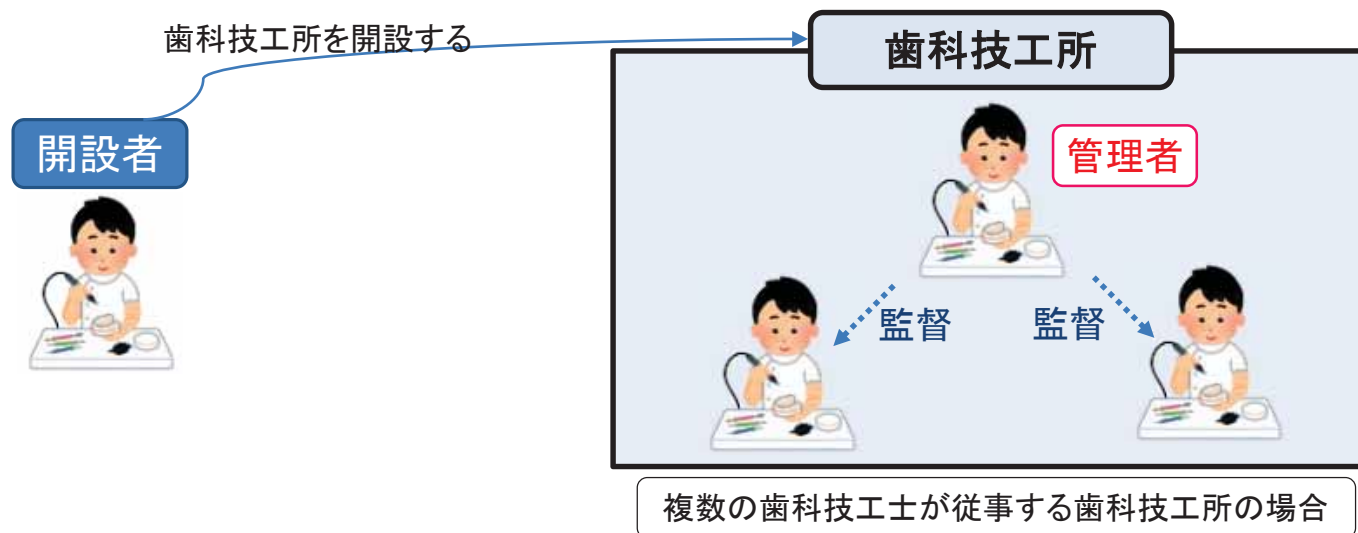 歯科技工所を開設する
歯科技工所
開設者
管理者
監督
監督
複数の歯科技工士が従事する歯科技工所の場合